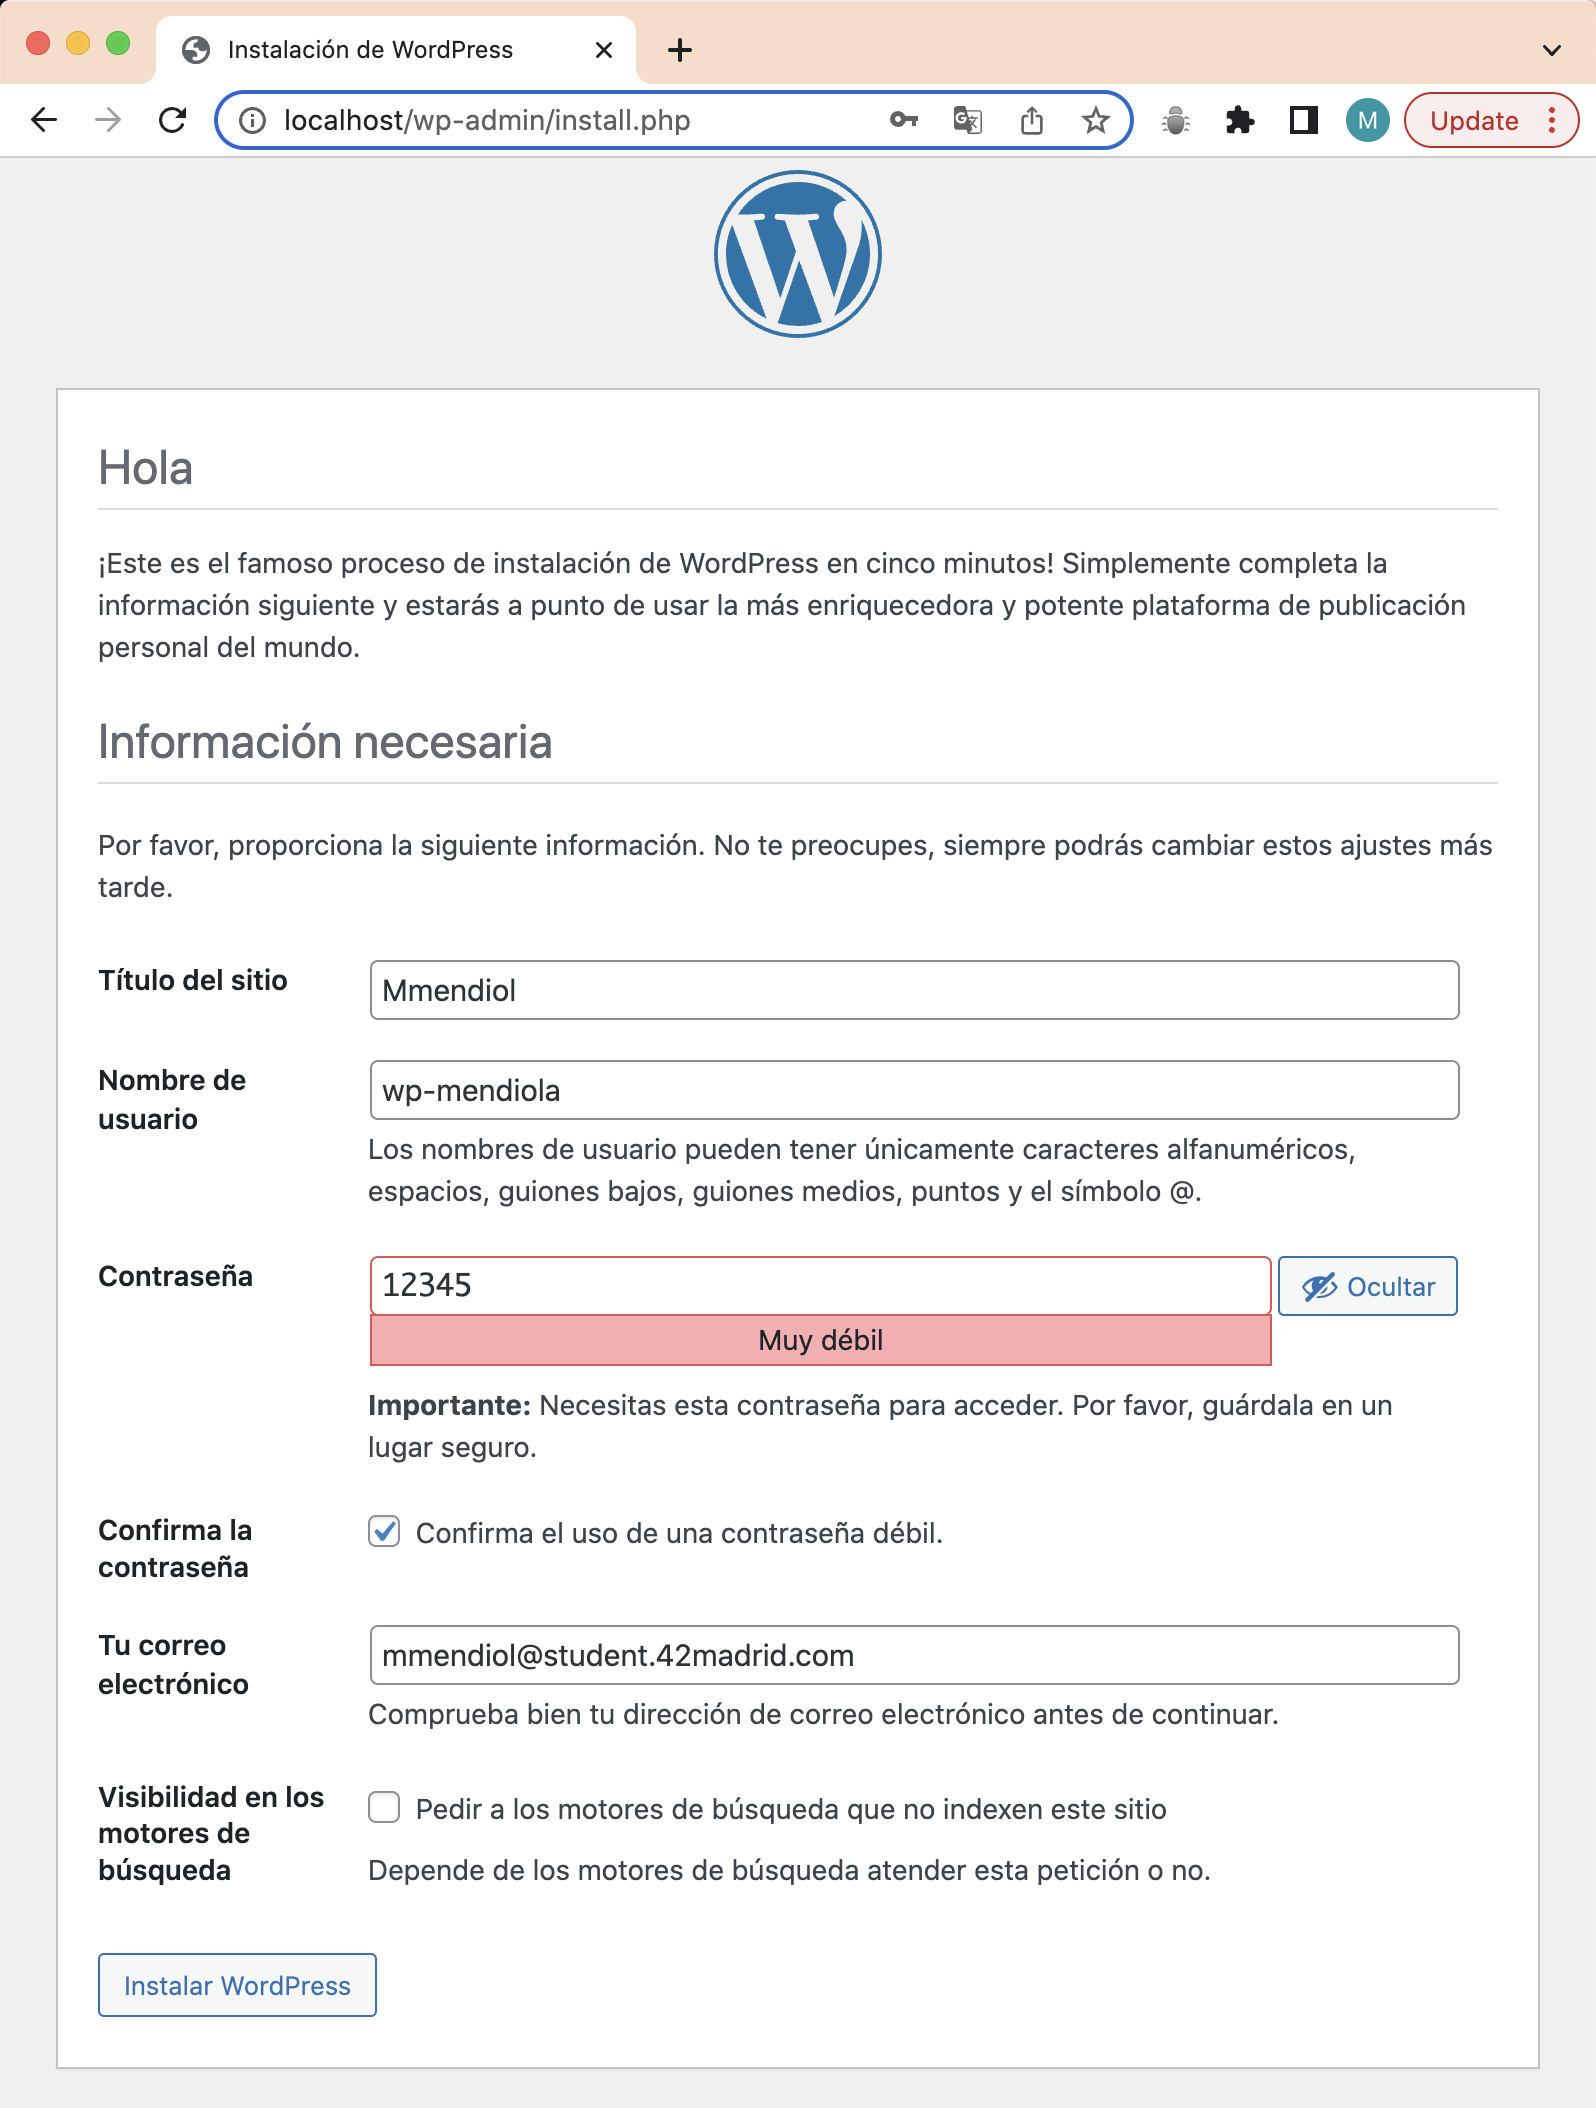 Instalación de WordPress
localhost/wp-admin/install.php
M
Update
Hola
¡Este es el famoso proceso de instalación de WordPress en cinco minutos! Simplemente completa la
información siguiente y estarás a punto de usar la más enriquecedora y potente plataforma de publicación
personal del mundo.
Información necesaria
Por favor, proporciona la siguiente información. No te preocupes, siempre podrás cambiar estos ajustes más
tarde.
Título del sitio
Mmendiol
Nombre de
usuario
wp-mendiola
Los nombres de usuario pueden tener únicamente caracteres alfanuméricos,
espacios, guiones bajos, guiones medios, puntos y el símbolo @.
Contraseña
12345
Ocultar
Muy débil
Importante: Necesitas esta contraseña para acceder. Por favor, guárdala en un
lugar seguro.
Confirma la
contraseña
Confirma el uso de una contraseña débil.
Tu correo
electrónico
mmendiol@student.42madrid.com
Comprueba bien tu dirección de correo electrónico antes de continuar.
Visibilidad en los
motores de
búsqueda
Pedir a los motores de búsqueda que no indexen este sitio
Depende de los motores de búsqueda atender esta petición o no.
Instalar WordPress